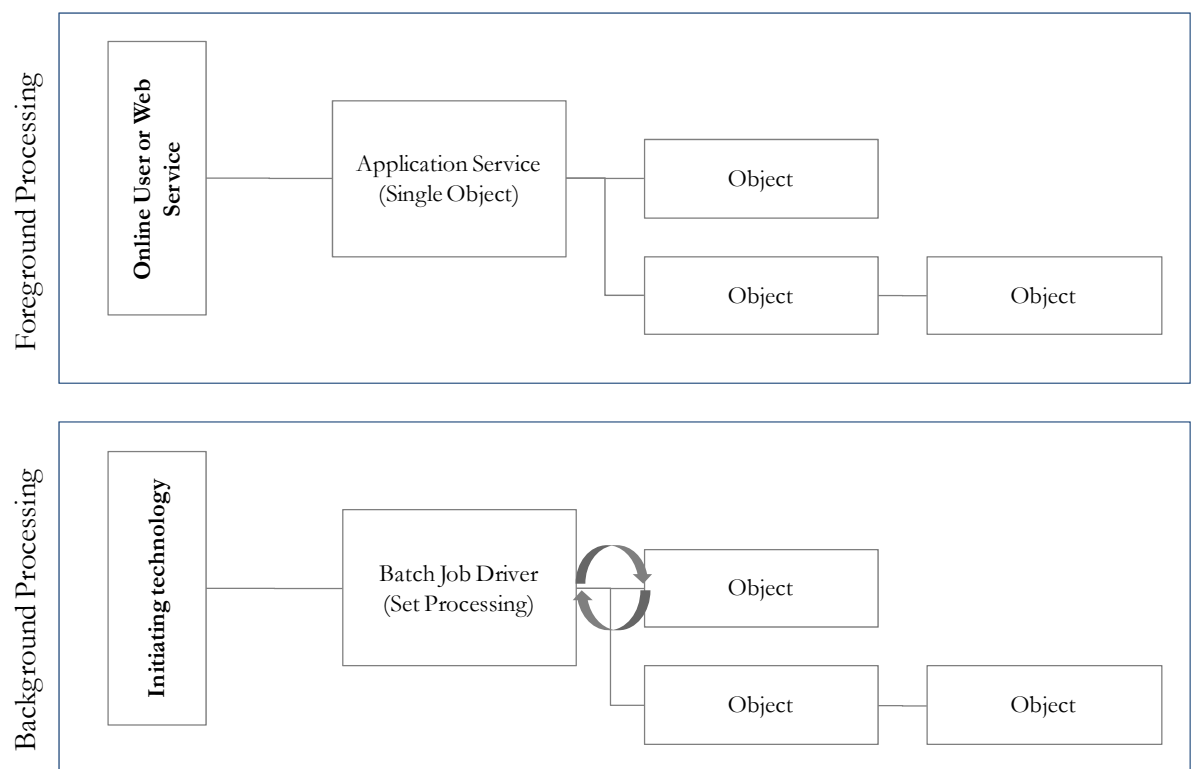 Foreground Processing
Online User or Web
Service
Application Service
(Single Object)
Object
Object
Object
Background Processing
Initiating technology
Batch Job Driver
(Set Processing)
Object
Object
Object